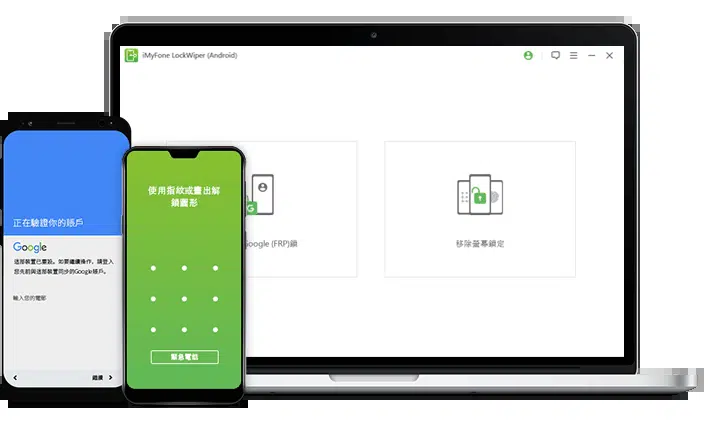 iMyFone LockWiper (Android)
Google (FRP)鎖
移除螢幕鎖定
正在驗證你的賬戶
Google
這部裝置已重設。如要繼續操作，請登入
您先前與這部裝置同步的Google賬戶。
輸入您的電郵
繼續
使用指紋或畫出解
鎖圖形
緊急電話